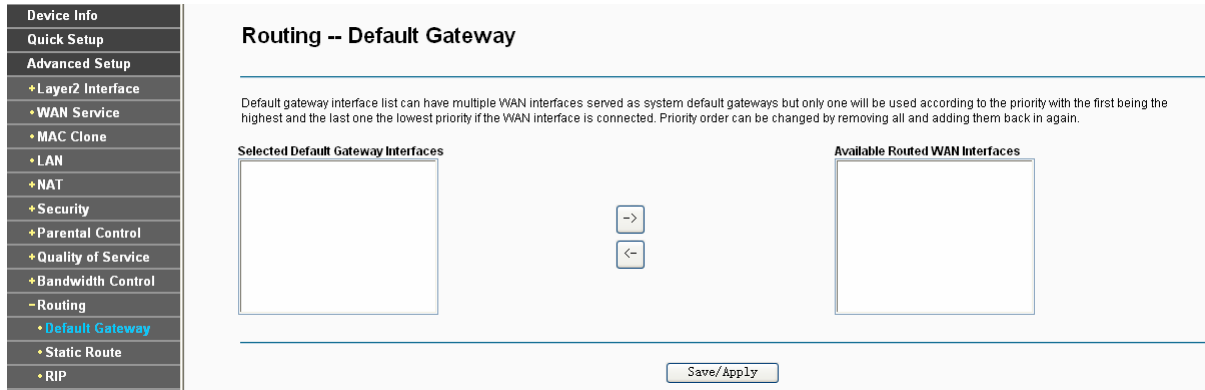 Device Info
Quick Setup
Advanced Setup
+Layer2 Interface
•WAN Service
•MAC Clone
•LAN
+NAT
+Security
+Parental Control
+Quality of Service
+Bandwidth Control
-Routing
•Default Gateway
•Static Route
•RIP
Routing -- Default Gateway
Default gateway interface list can have multiple WAN interfaces served as system default gateways but only one will be used according to the priority with the first being the
highest and the last one the lowest priority if the WAN interface is connected. Priority order can be changed by removing all and adding them back in again.
Selected Default Gateway Interfaces
Available Routed WAN Interfaces
->
<-
Save/Apply